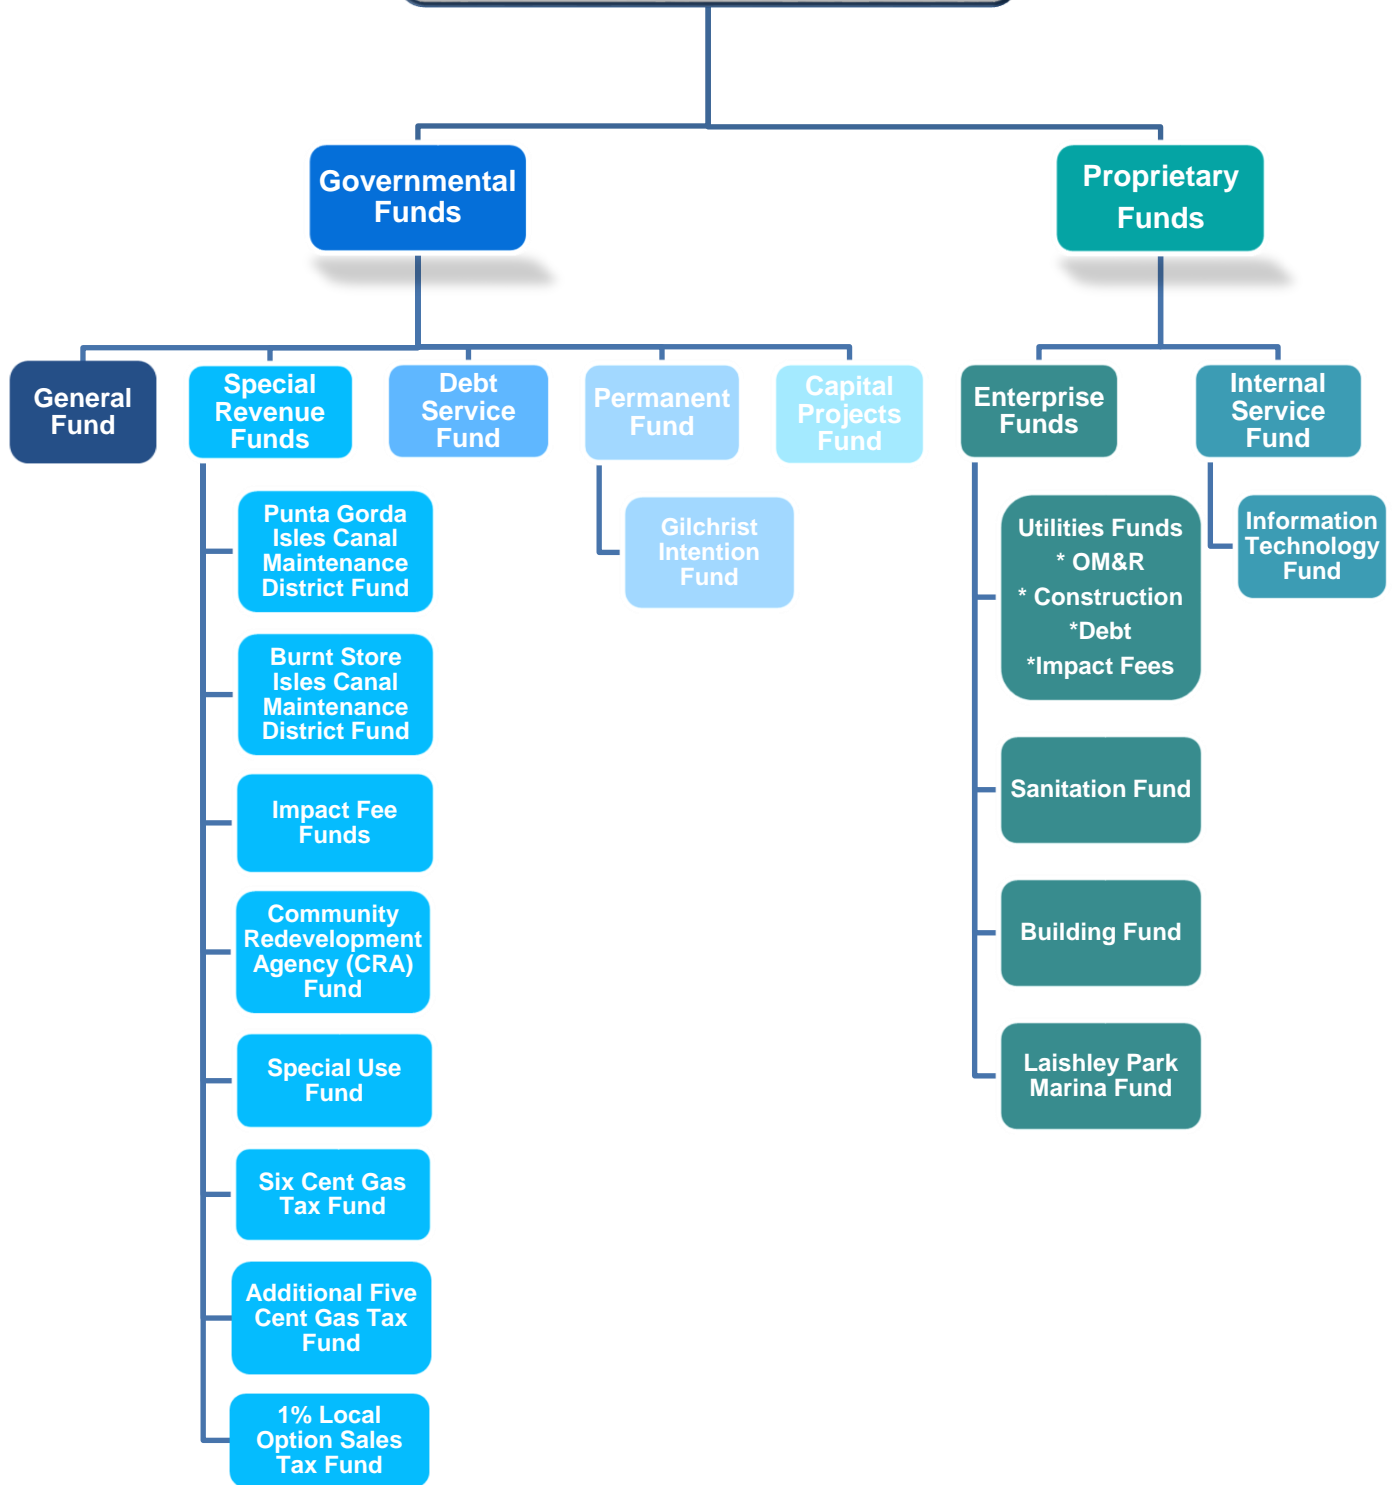 Governmental
Funds
Proprietary
Funds
General
Fund
Special
Revenue
Funds
Debt
Service
Fund
Permanent
Fund
Capital
Projects
Fund
Enterprise
Funds
Internal
Service
Fund
Punta Gorda
Isles Canal
Maintenance
District Fund
Burnt Store
Isles Canal
Maintenance
District Fund
Impact Fee
Funds
Community
Redevelopment
Agency (CRA)
Fund
Special Use
Fund
Six Cent Gas
Tax Fund
Additional Five
Cent Gas Tax
Fund
1% Local
Option Sales
Tax Fund
Gilchrist
Intention
Fund
Utilities Funds
* OM&R
* Construction
*Debt
*Impact Fees
Sanitation Fund
Building Fund
Laishley Park
Marina Fund
Information
Technology
Fund